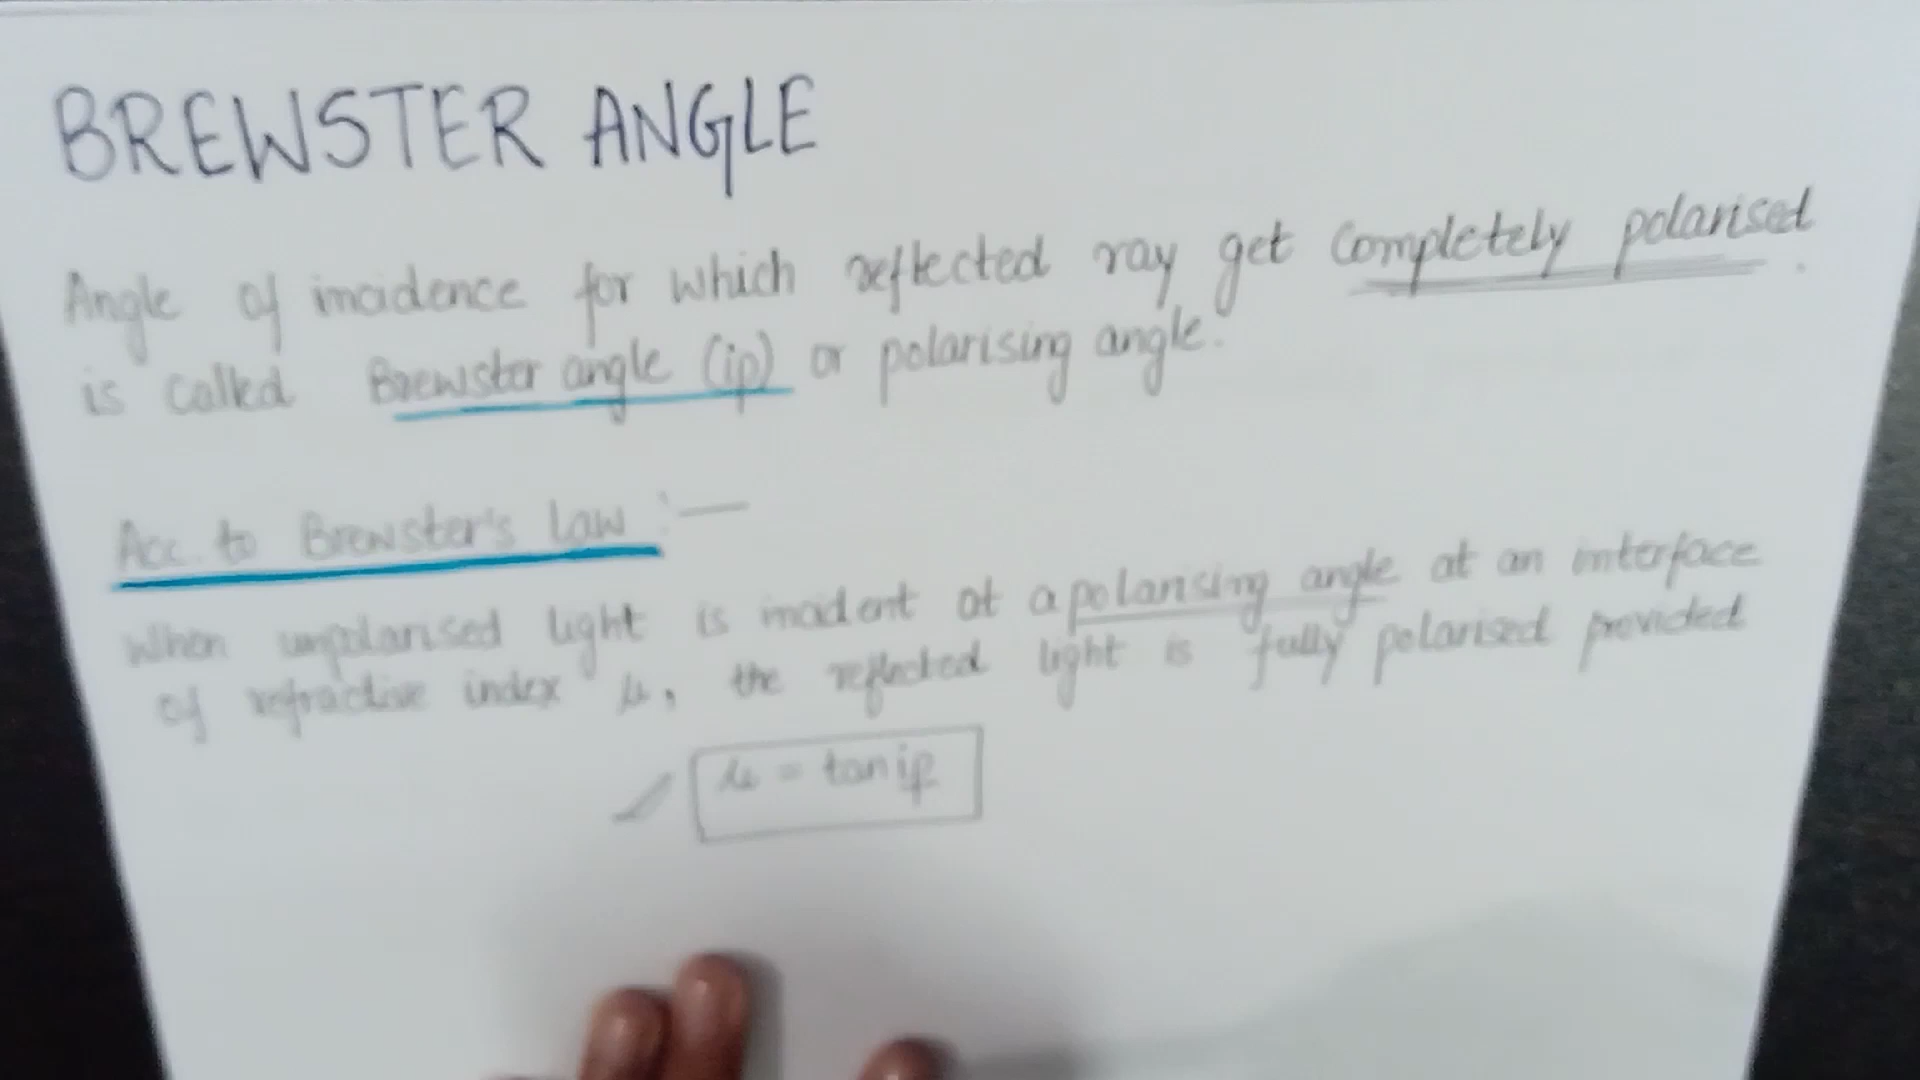 BREWSTER ANGLE
Angle of incidence for which reflected ray get completely polarised.
is called Brewster angle (ip) or polarising angle.
Acc. to Brewster's Law :—
When unpolarised light is incident at a polarising angle at an interface
of refractive index μ, the reflected light is fully polarised provided
μ = tan ip